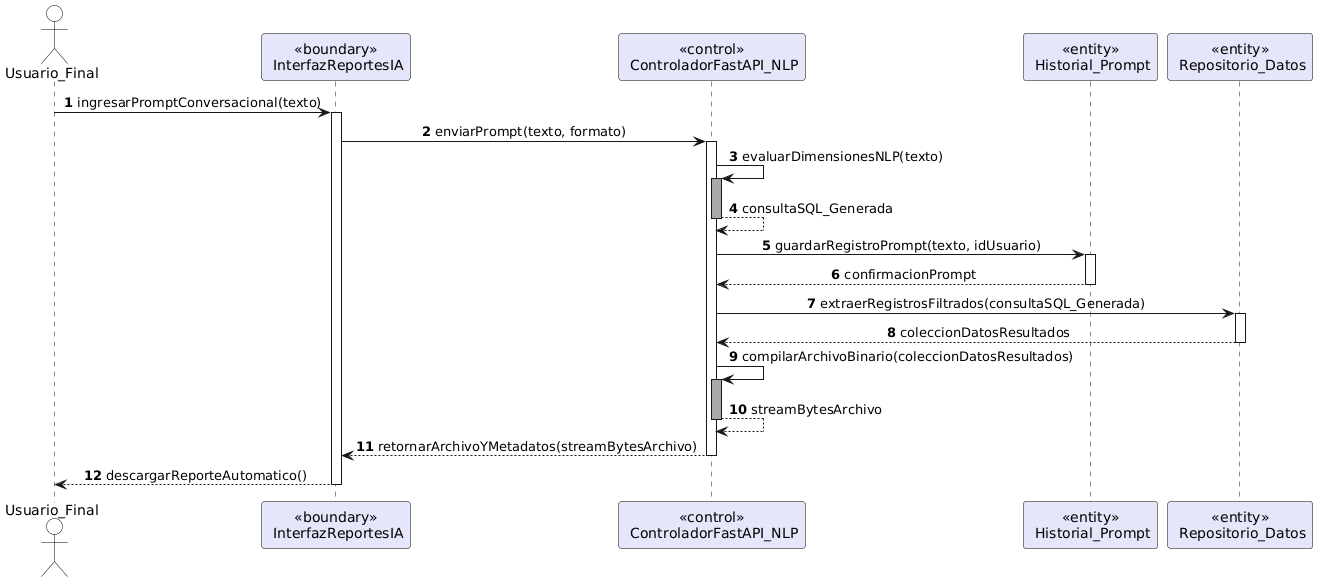 Usuario_Final
«boundary»
InterfazReportesIA
«control»
ControladorFastAPI_NLP
«entity»
Historial_Prompt
«entity»
Repositorio_Datos
1 ingresarPromptConversacional(texto)
2 enviarPrompt(texto, formato)
3 evaluarDimensionesNLP(texto)
4 consultaSQL_Generada
5 guardarRegistroPrompt(texto, idUsuario)
6 confirmacionPrompt
7 extraerRegistrosFiltrados(consultaSQL_Generada)
8 coleccionDatosResultados
9 compilarArchivoBinario(coleccionDatosResultados)
10 streamBytesArchivo
11 retornarArchivoYMetadatos(streamBytesArchivo)
12 descargarReporteAutomatico()
Usuario_Final
«boundary»
InterfazReportesIA
«control»
ControladorFastAPI_NLP
«entity»
Historial_Prompt
«entity»
Repositorio_Datos